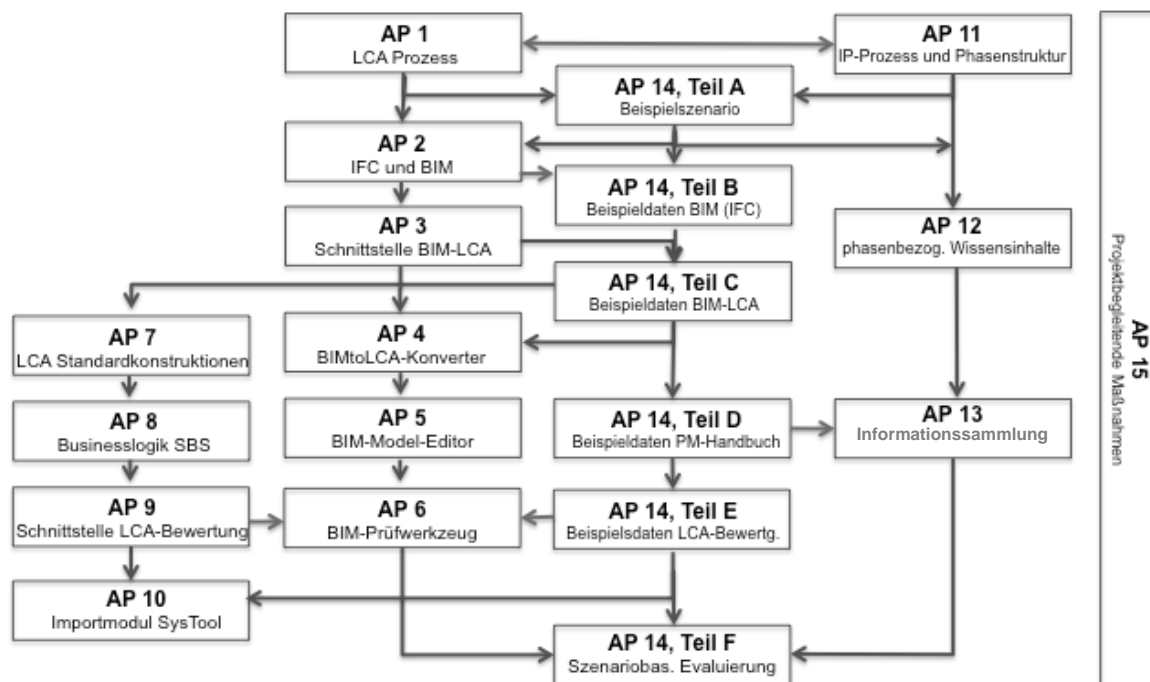 AP 1
LCA Prozess
AP 11
IP-Prozess und Phasenstruktur
AP 14, Teil A
Beispielszenario
AP 2
IFC und BIM
AP 14, Teil B
Beispieldaten BIM (IFC)
AP 3
Schnittstelle BIM-LCA
AP 12
phasenbezog. Wissensinhalte
AP 14, Teil C
Beispieldaten BIM-LCA
AP 7
LCA Standardkonstruktionen
AP 4
BIMtoLCA-Konverter
AP 8
Businesslogik SBS
AP 5
BIM-Model-Editor
AP 14, Teil D
Beispieldaten PM-Handbuch
AP 13
Informationssammlung
AP 9
Schnittstelle LCA-Bewertung
AP 6
BIM-Prüfwerkzeug
AP 14, Teil E
Beispielsdaten LCA-Bewertg.
AP 10
Importmodul SysTool
AP 14, Teil F
Szenariobas. Evaluierung
AP 15
Projektbegleitende Maßnahmen